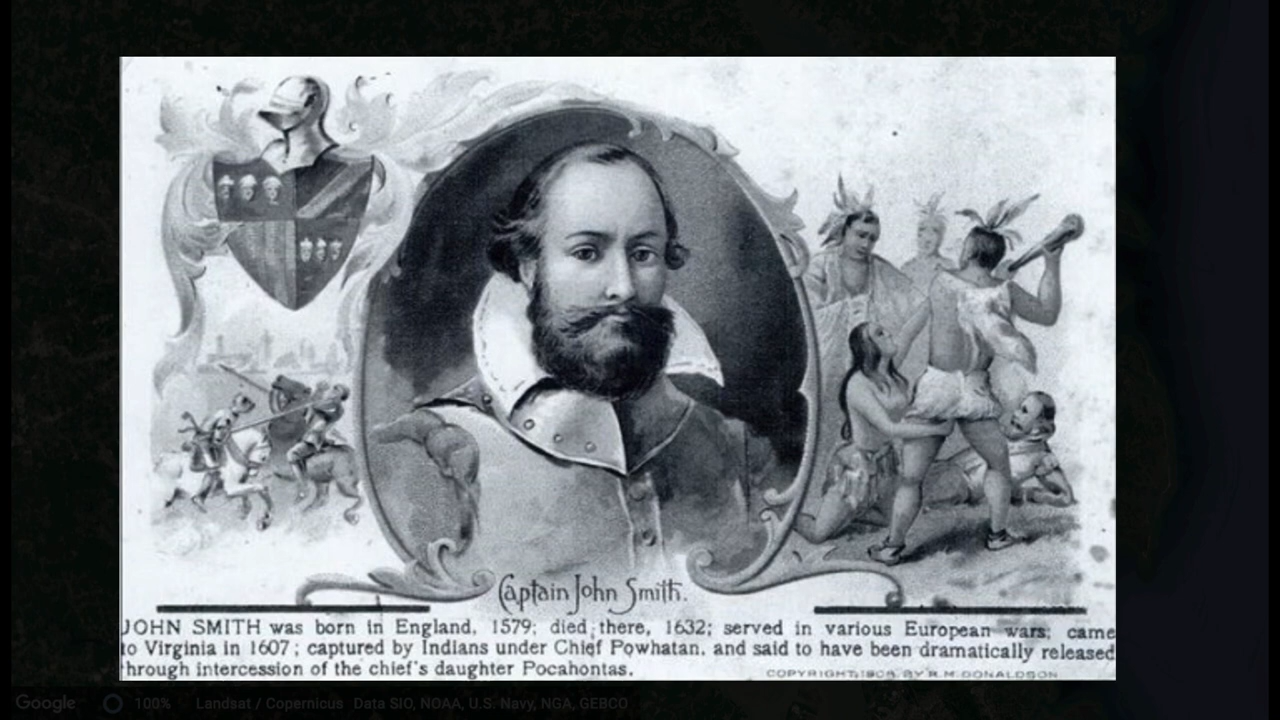 Captain John Smith.
JOHN SMITH was born in England, 1579; died there, 1632; served in various European wars; came
to Virginia in 1607; captured by Indians under Chief Powhatan, and said to have been dramatically released
through intercession of the chief's daughter Pocahontas.
COPYRIGHT, BY R.M. DONALDSON
Google 100% Landsat / Copernicus Data SIO, NOAA, U.S. Navy, NGA, GEBCO